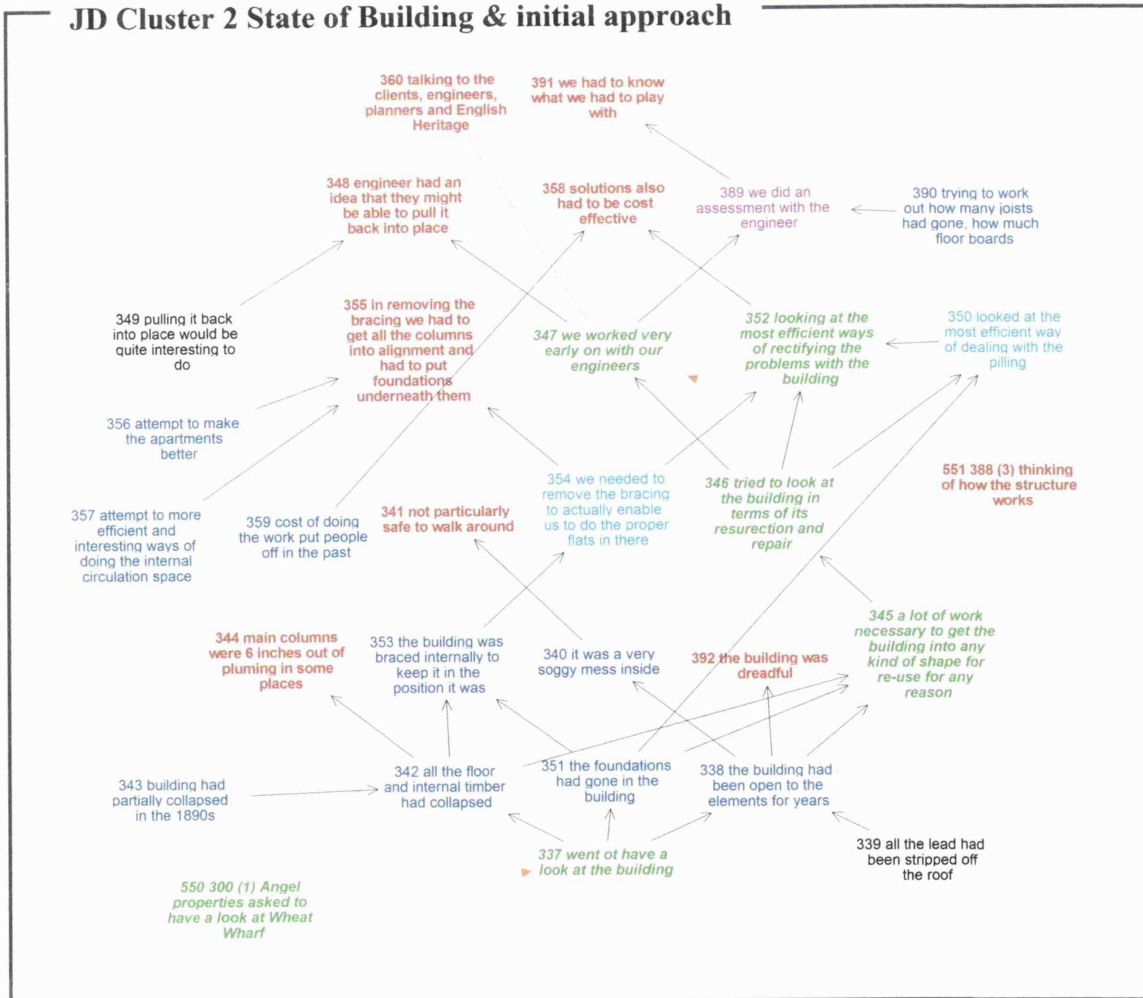 JD Cluster 2 State of Building & initial approach
360 talking to the
clients, engineers,
planners and English
Heritage
391 we had to know
what we had to play
with
348 engineer had an
idea that they might
be able to pull it
back into place
358 solutions also
had to be cost
effective
389 we did an
assessment with the
engineer
390 trying to work
out how many joists
had gone, how much
floor boards
349 pulling it back
into place would be
quite interesting to
do
355 in removing the
bracing we had to
get all the columns
into alignment and
had to put
foundations
underneath them
347 we worked very
early on with our
engineers
352 looking at the
most efficient ways
of rectifying the
problems with the
building
350 looked at the
most efficient way
of dealing with the
pilling
356 attempt to make
the apartments
better
357 attempt to more
efficient and
interesting ways of
doing the internal
circulation space
359 cost of doing
the work put people
off in the past
341 not particularly
safe to walk around
354 we needed to
remove the bracing
to actually enable
us to do the proper
flats in there
346 tried to look at
the building in
terms of its
resurection and
repair
551 388 (3) thinking
of how the structure
works
344 main columns
were 6 inches out of
pluming in some
places
353 the building was
braced internally to
keep it in the
position it was
340 it was a very
soggy mess inside
392 the building was
dreadful
345 a lot of work
necessary to get the
building into any
kind of shape for
re-use for any
reason
343 building had
partially collapsed
in the 1890s
342 all the floor
and internal timber
had collapsed
351 the foundations
had gone in the
building
338 the building had
been open to the
elements for years
339 all the lead had
been stripped off
the roof
337 went ot have a
look at the building
550 300 (1) Angel
properties asked to
have a look at Wheat
Wharf